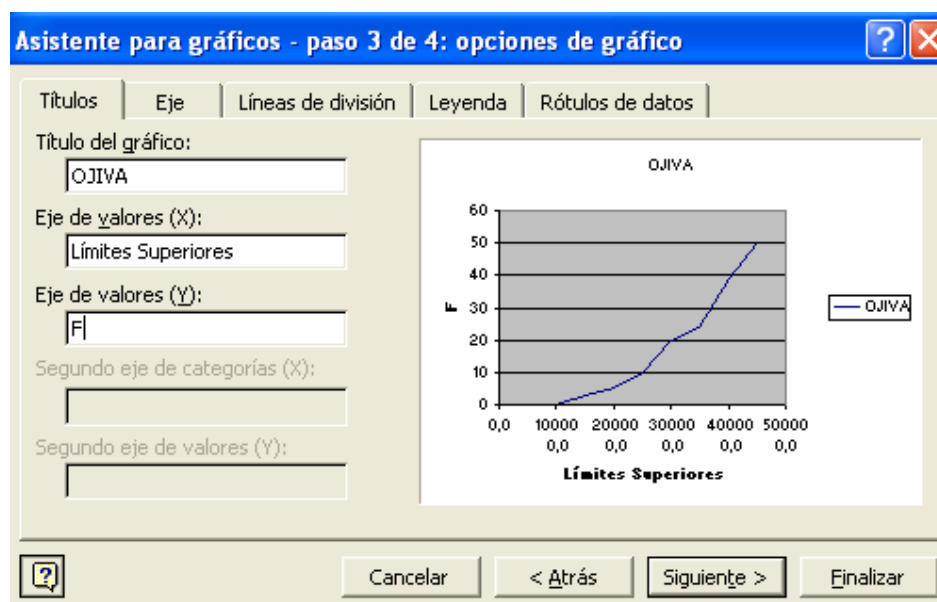 Asistente para gráficos - paso 3 de 4: opciones de gráfico
Títulos Eje Líneas de división Leyenda Rótulos de datos
Título del gráfico:
OJIVA
Eje de valores (X):
Límites Superiores
Eje de valores (Y):
F
Segundo eje de categorías (X):
Segundo eje de valores (Y):
OJIVA
60
50
40
30
20
10
0
F
0,0 10000 20000 30000 40000 50000
0,0 0,0 0,0 0,0 0,0
Límites Superiores
OJIVA
Cancelar < Atrás Siguiente > Finalizar